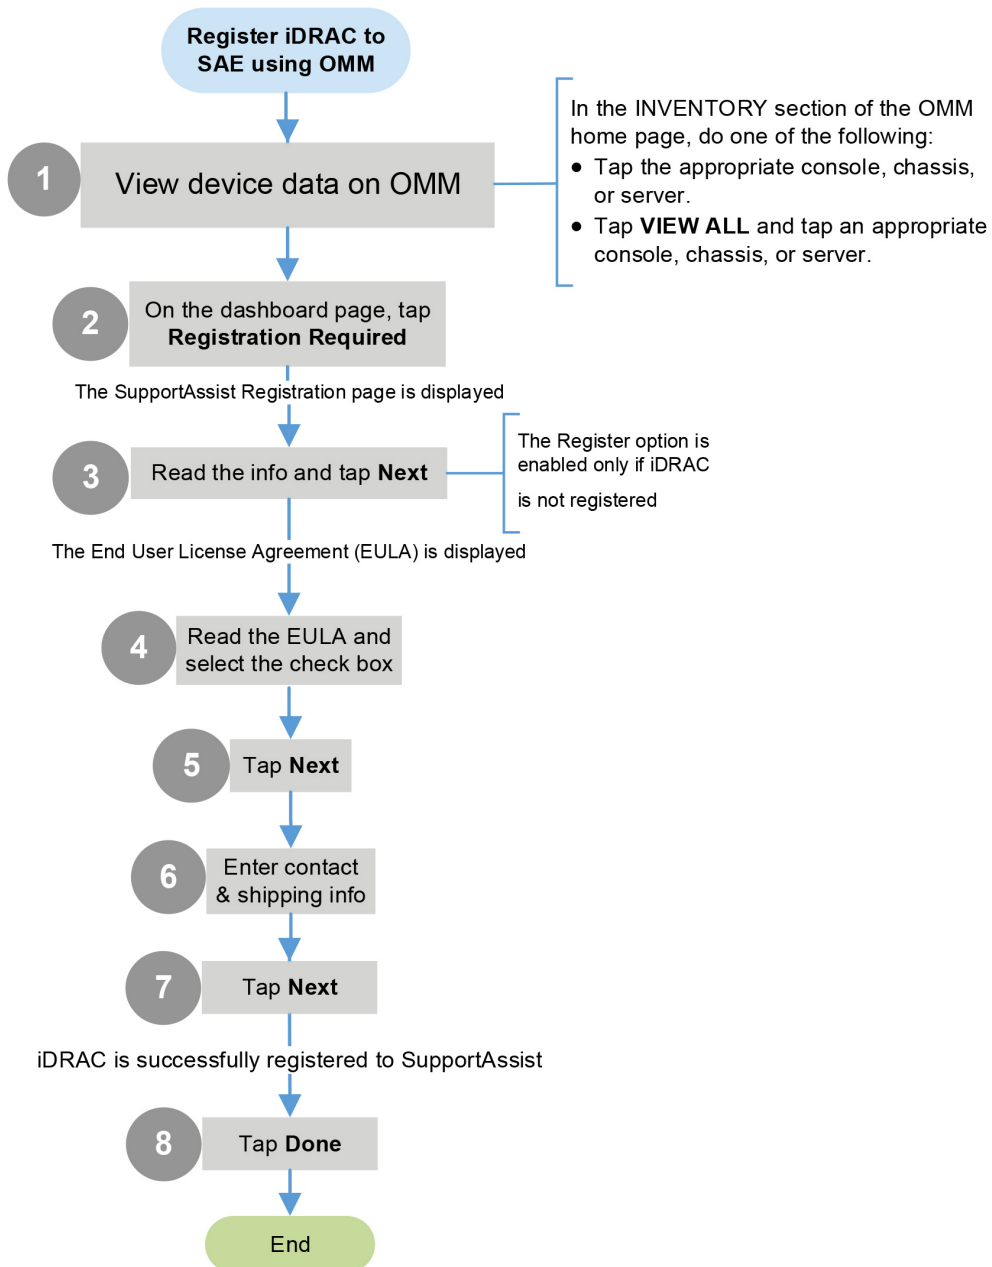 Register iDRAC to
SAE using OMM
1
View device data on OMM
In the INVENTORY section of the OMM
home page, do one of the following:
● Tap the appropriate console, chassis,
or server.
● Tap VIEW ALL and tap an appropriate
console, chassis, or server.
2
On the dashboard page, tap
Registration Required
The SupportAssist Registration page is displayed
3
Read the info and tap Next
The Register option is
enabled only if iDRAC
is not registered
The End User License Agreement (EULA) is displayed
4
Read the EULA and
select the check box
5
Tap Next
6
Enter contact
& shipping info
7
Tap Next
iDRAC is successfully registered to SupportAssist
8
Tap Done
End